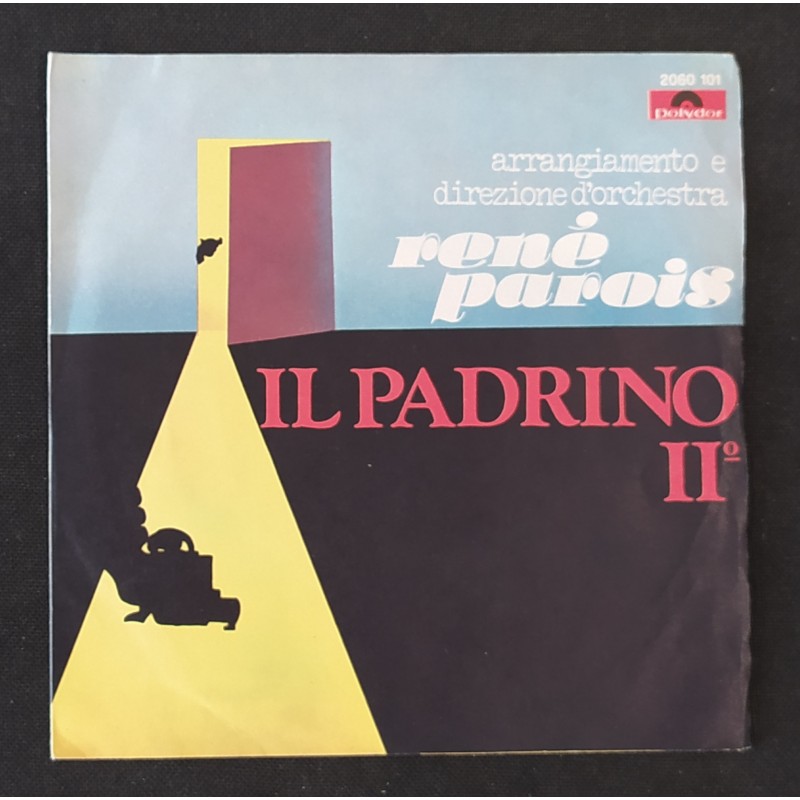 2060 101
polydor
arrangiamento e
direzione d'orchestra
rené
parois
IL PADRINO
IIº